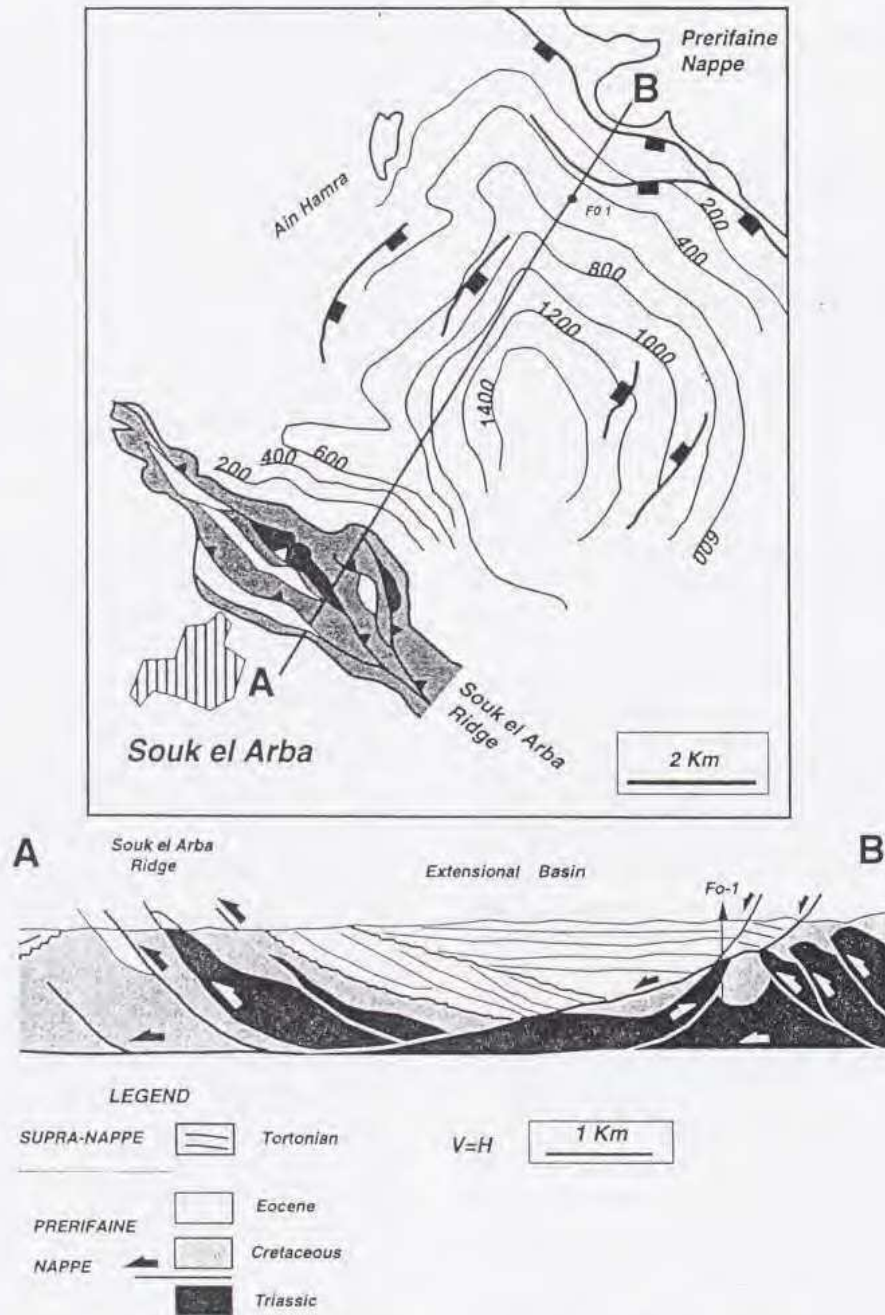 Prerifaine
Nappe
B
Ain Hamra
F0 1
200
400
800
1200
1000
1400
600
200
400
600
A
Souk el Arba
Ridge
Souk el Arba
2 Km
A
Souk el Arba
Ridge
Extensional Basin
Fo-1
B
LEGEND
SUPRA-NAPPE
Tortonian
V=H
1 Km
PRERIFAINE
NAPPE
Eocene
Cretaceous
Triassic